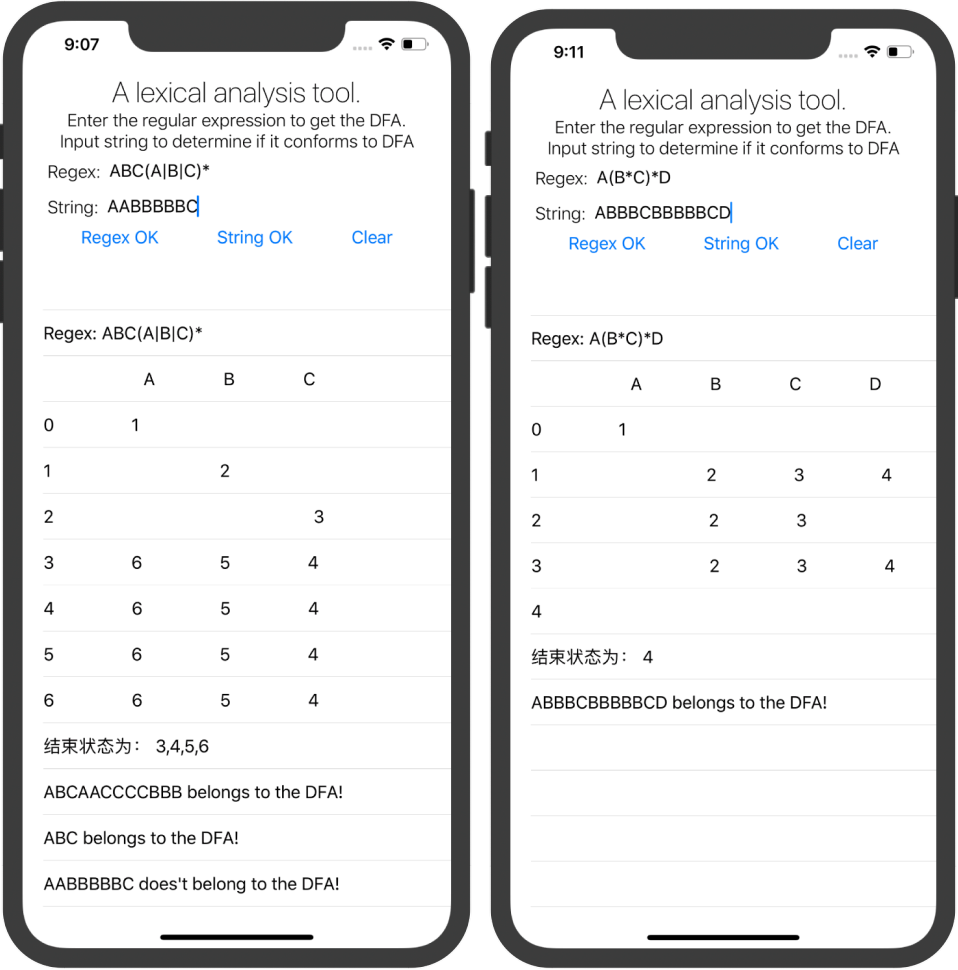 9:07
A lexical analysis tool.
Enter the regular expression to get the DFA.
Input string to determine if it conforms to DFA
Regex: ABC(A|B|C)*
String: AABBBBBC
Regex OK String OK Clear
Regex: ABC(A|B|C)*
A B C
0 1
1 2
2 3
3 6 5 4
4 6 5 4
5 6 5 4
6 6 5 4
结束状态为： 3,4,5,6
ABCAACCCCBBB belongs to the DFA!
ABC belongs to the DFA!
AABBBBBC does't belong to the DFA!
9:11
A lexical analysis tool.
Enter the regular expression to get the DFA.
Input string to determine if it conforms to DFA
Regex: A(B*C)*D
String: ABBBCBBBBBCD
Regex OK String OK Clear
Regex: A(B*C)*D
A B C D
0 1
1 2 3 4
2 2 3
3 2 3 4
4
结束状态为： 4
ABBBCBBBBBCD belongs to the DFA!